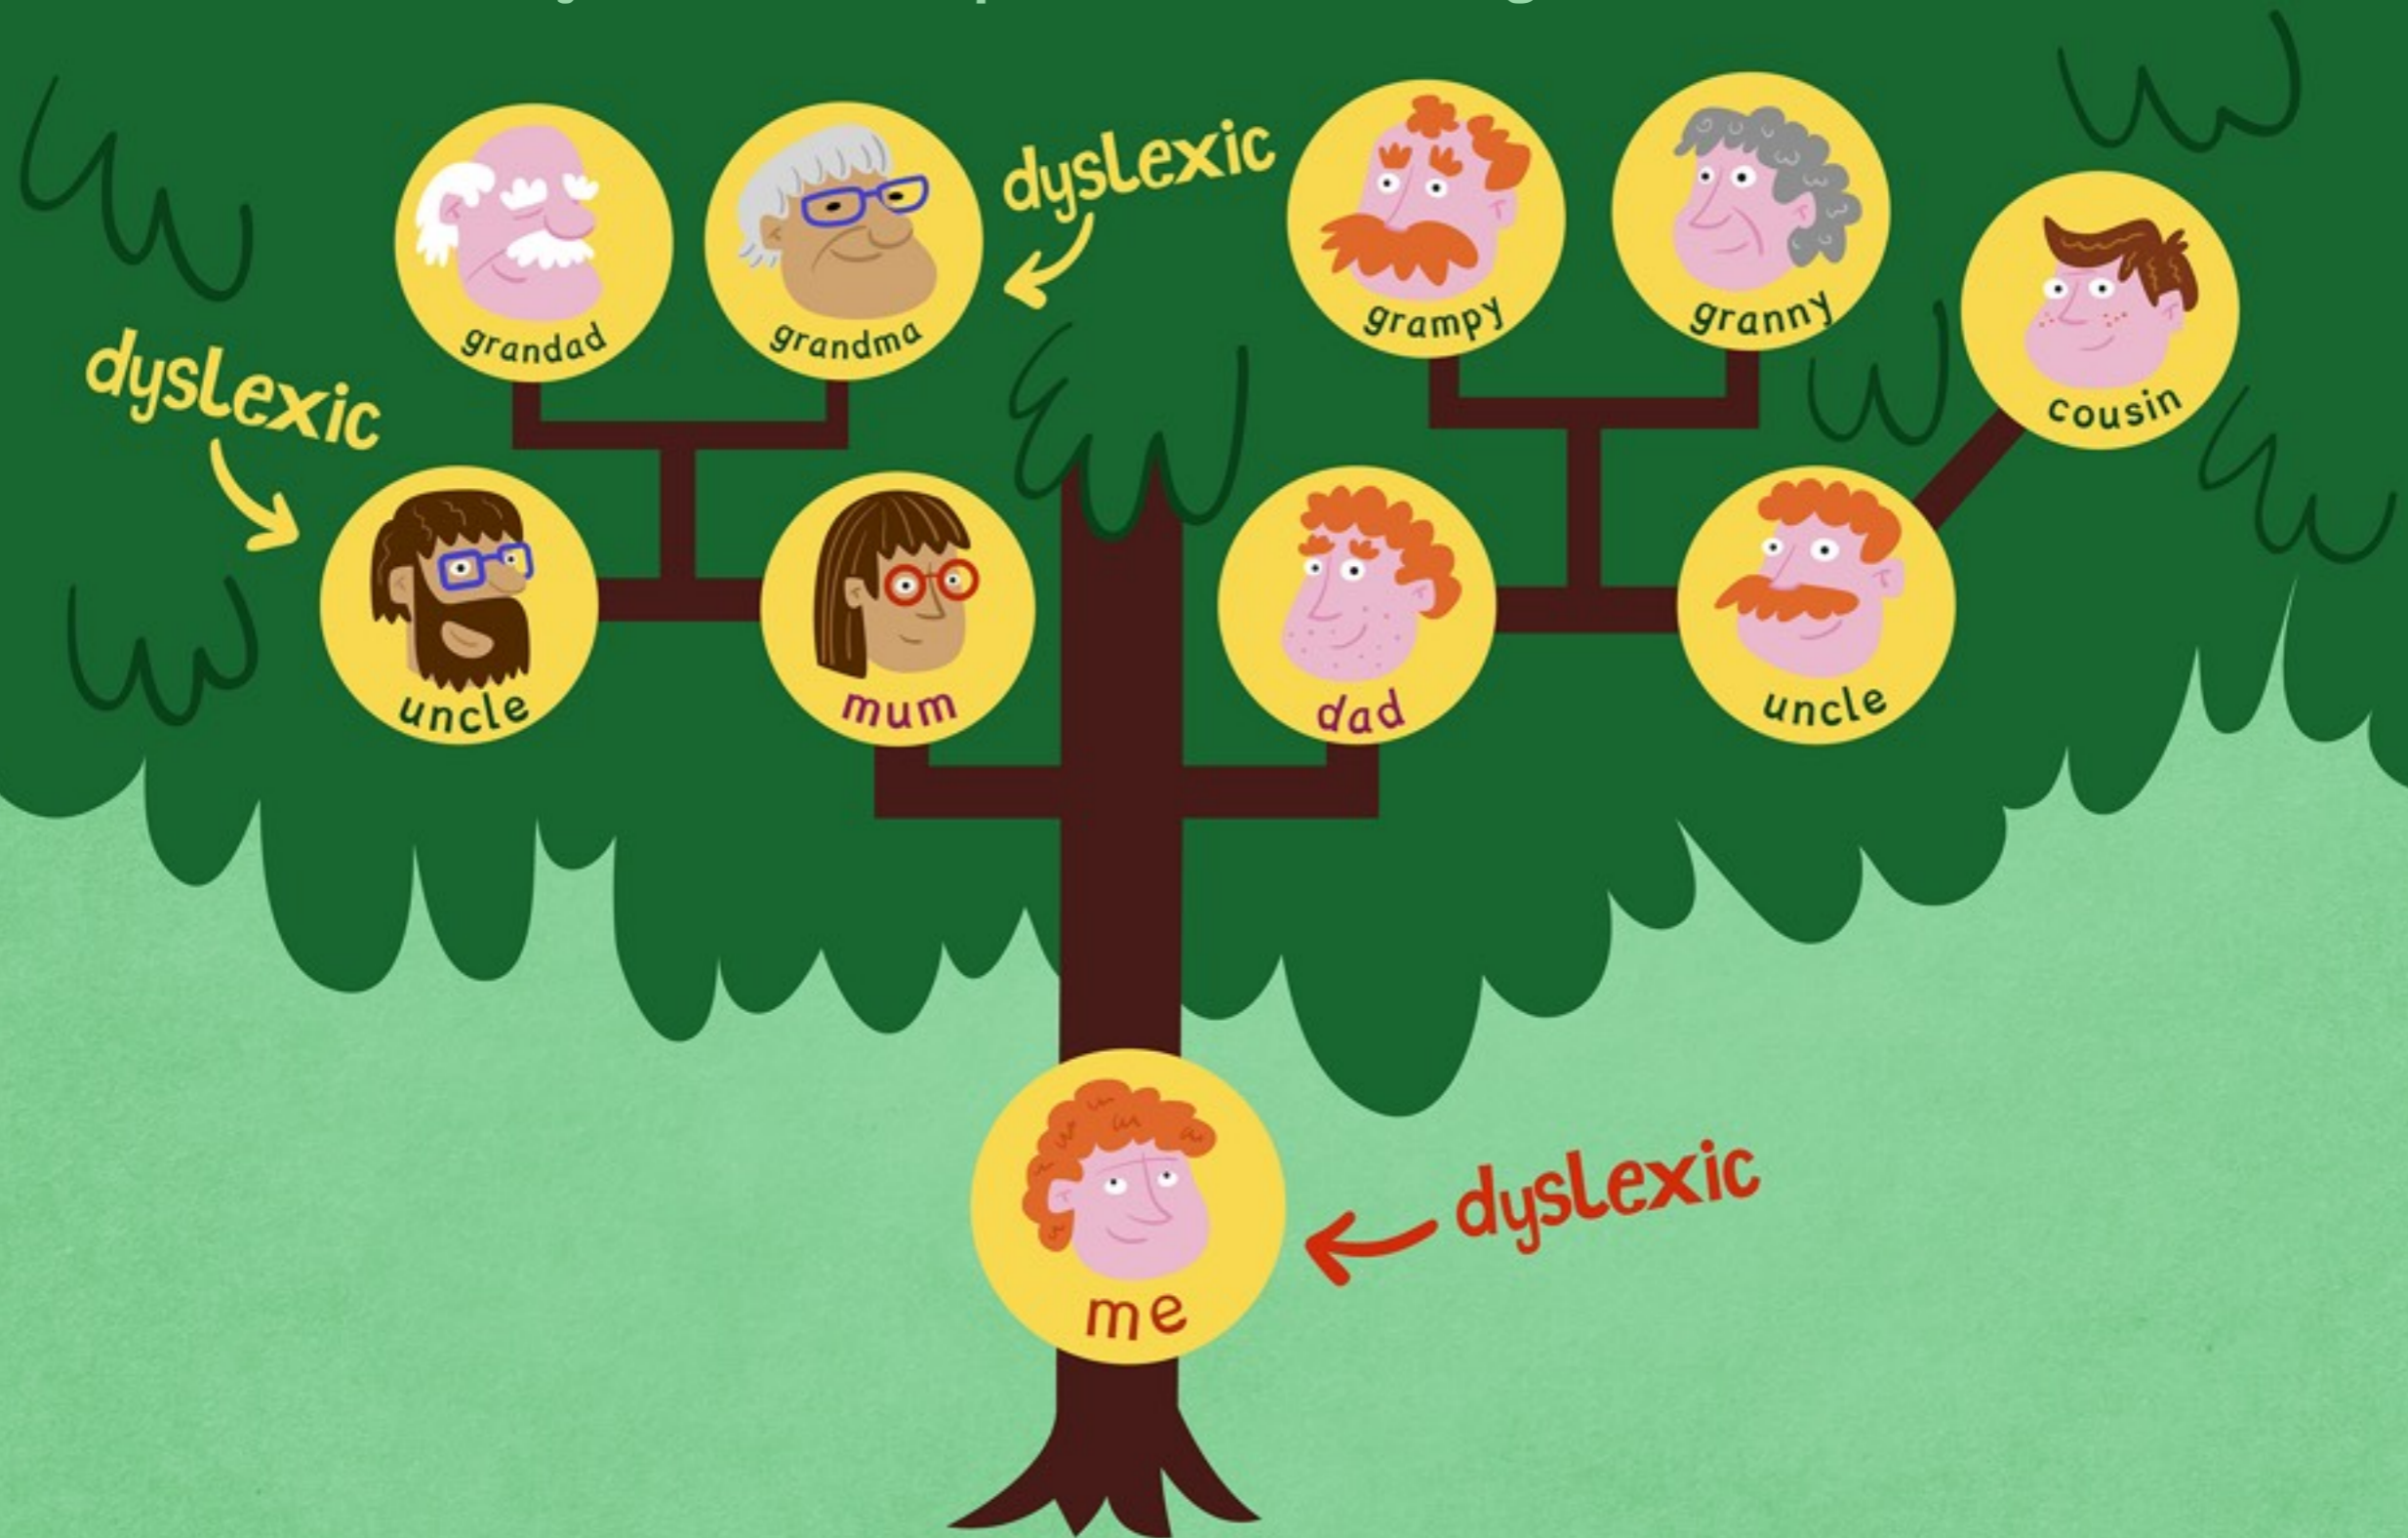 dyslexic
grandad
grandma
grampy
granny
cousin
dyslexic
uncle
mum
dad
uncle
me
dyslexic